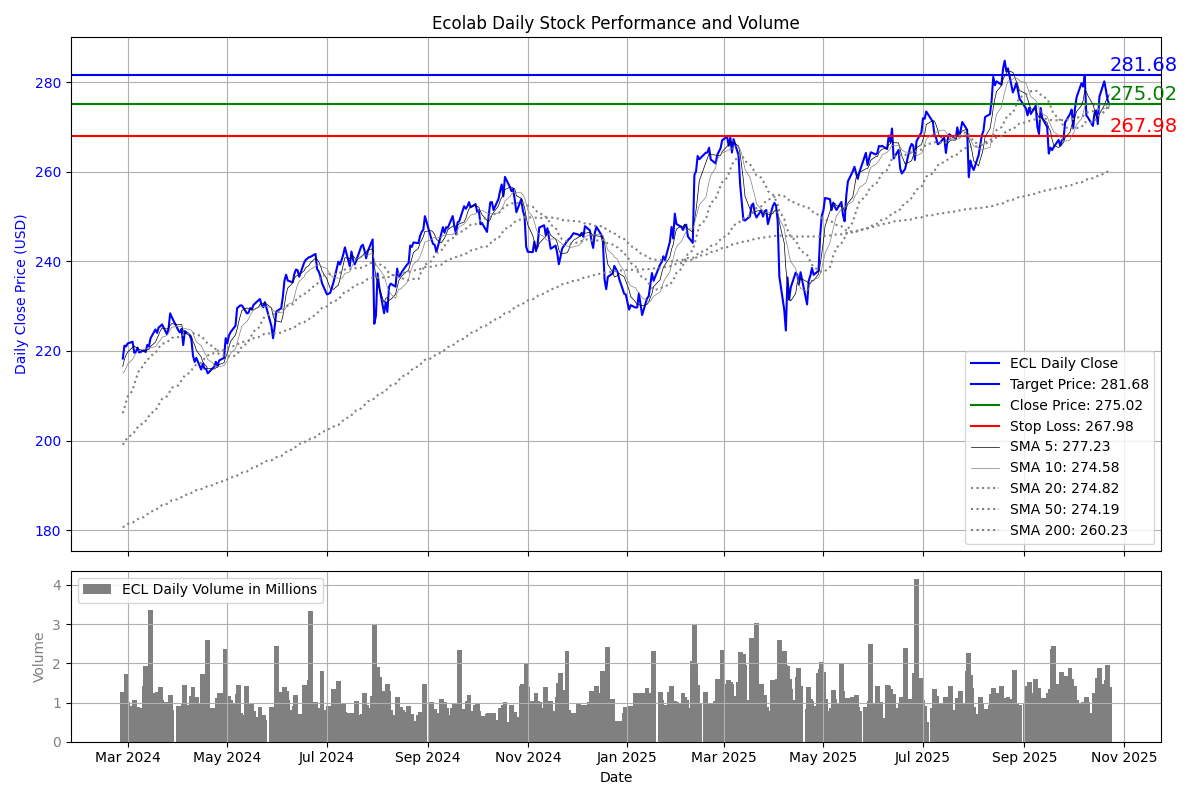 Ecolab Daily Stock Performance and Volume
Daily Close Price (USD)
280
260
240
220
200
180
281.68
275.02
267.98
ECL Daily Close
Target Price: 281.68
Close Price: 275.02
Stop Loss: 267.98
SMA 5: 277.23
SMA 10: 274.58
SMA 20: 274.82
SMA 50: 274.19
SMA 200: 260.23
Volume
4
3
2
1
0
ECL Daily Volume in Millions
Mar 2024 May 2024 Jul 2024 Sep 2024 Nov 2024 Jan 2025 Mar 2025 May 2025 Jul 2025 Sep 2025 Nov 2025
Date